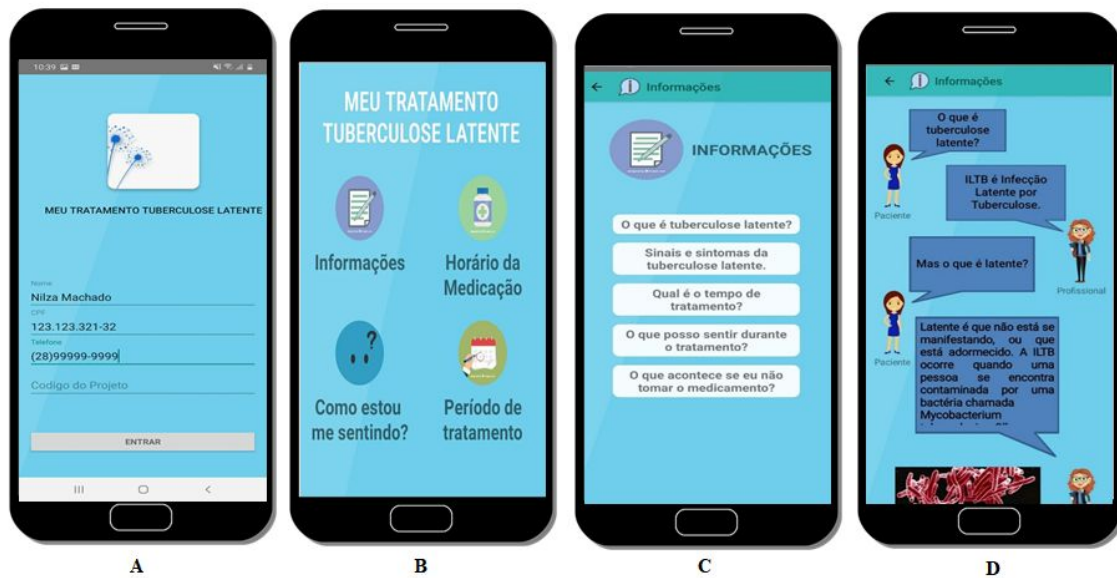 10:39
MEU TRATAMENTO TUBERCULOSE LATENTE
Nome
Nilza Machado
CPF
123.123.321-32
Telefone
(28)99999-9999
Codigo do Projeto
ENTRAR
A
MEU TRATAMENTO
TUBERCULOSE LATENTE
Informações
Horário da
Medicação
Como estou
me sentindo?
Período de
tratamento
B
Informações
INFORMAÇÕES
O que é tuberculose latente?
Sinais e sintomas da
tuberculose latente.
Qual é o tempo de
tratamento?
O que posso sentir durante
o tratamento?
O que acontece se eu não
tomar o medicamento?
C
Informações
O que é
tuberculose
latente?
Paciente
ILTB é Infecção
Latente por
Tuberculose.
Profissional
Mas o que é latente?
Paciente
Latente é que não está se
manifestando, ou que
está adormecido. A ILTB
ocorre quando uma
pessoa se encontra
contaminada por uma
bactéria chamada
Mycobacterium
D